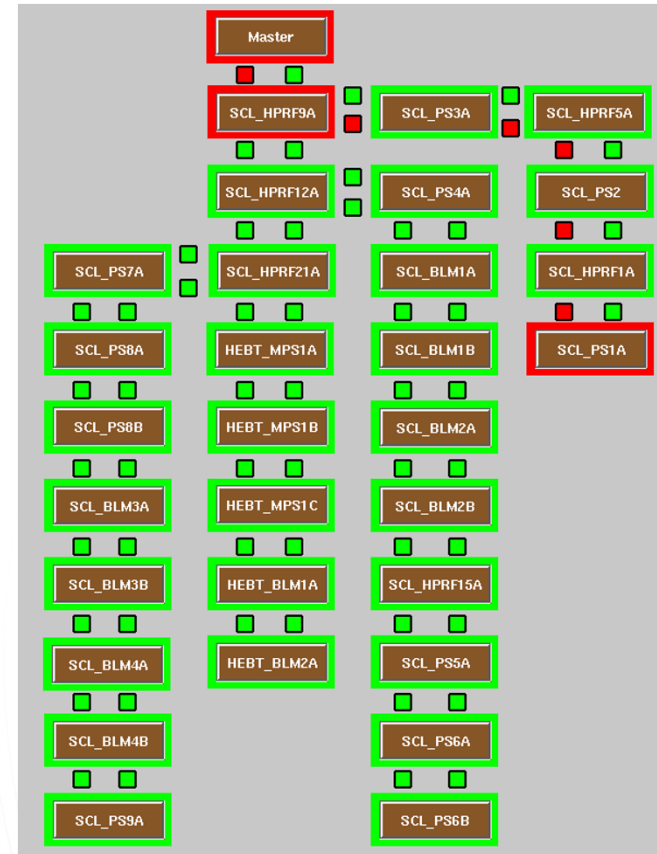 Master
SCL_HPRF9A
SCL_PS3A
SCL_HPRF5A
SCL_HPRF12A
SCL_PS4A
SCL_PS2
SCL_PS7A
SCL_HPRF21A
SCL_BLM1A
SCL_HPRF1A
SCL_PS8A
HEBT_MPS1A
SCL_BLM1B
SCL_PS1A
SCL_PS8B
HEBT_MPS1B
SCL_BLM2A
SCL_BLM3A
HEBT_MPS1C
SCL_BLM2B
SCL_BLM3B
HEBT_BLM1A
SCL_HPRF15A
SCL_BLM4A
HEBT_BLM2A
SCL_PS5A
SCL_BLM4B
SCL_PS6A
SCL_PS9A
SCL_PS6B